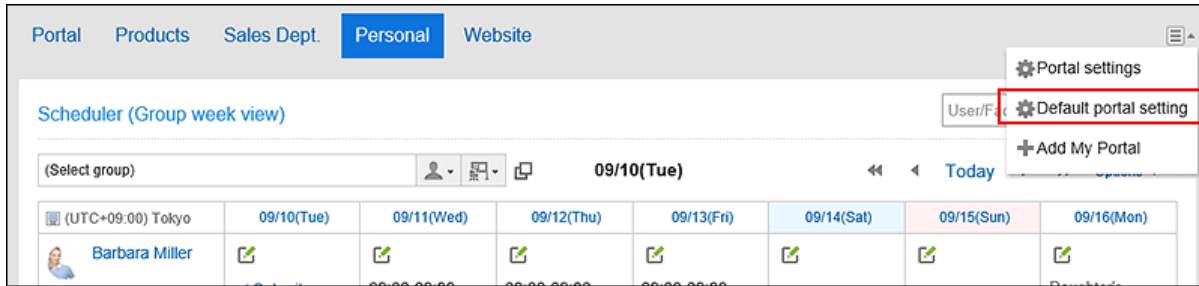 Portal Products Sales Dept. Personal Website
Portal settings
Scheduler (Group week view) User/Fac Default portal setting
Add My Portal
(Select group) 09/10(Tue) Today
(UTC+09:00) Tokyo 09/10(Tue) 09/11(Wed) 09/12(Thu) 09/13(Fri) 09/14(Sat) 09/15(Sun) 09/16(Mon)
Barbara Miller